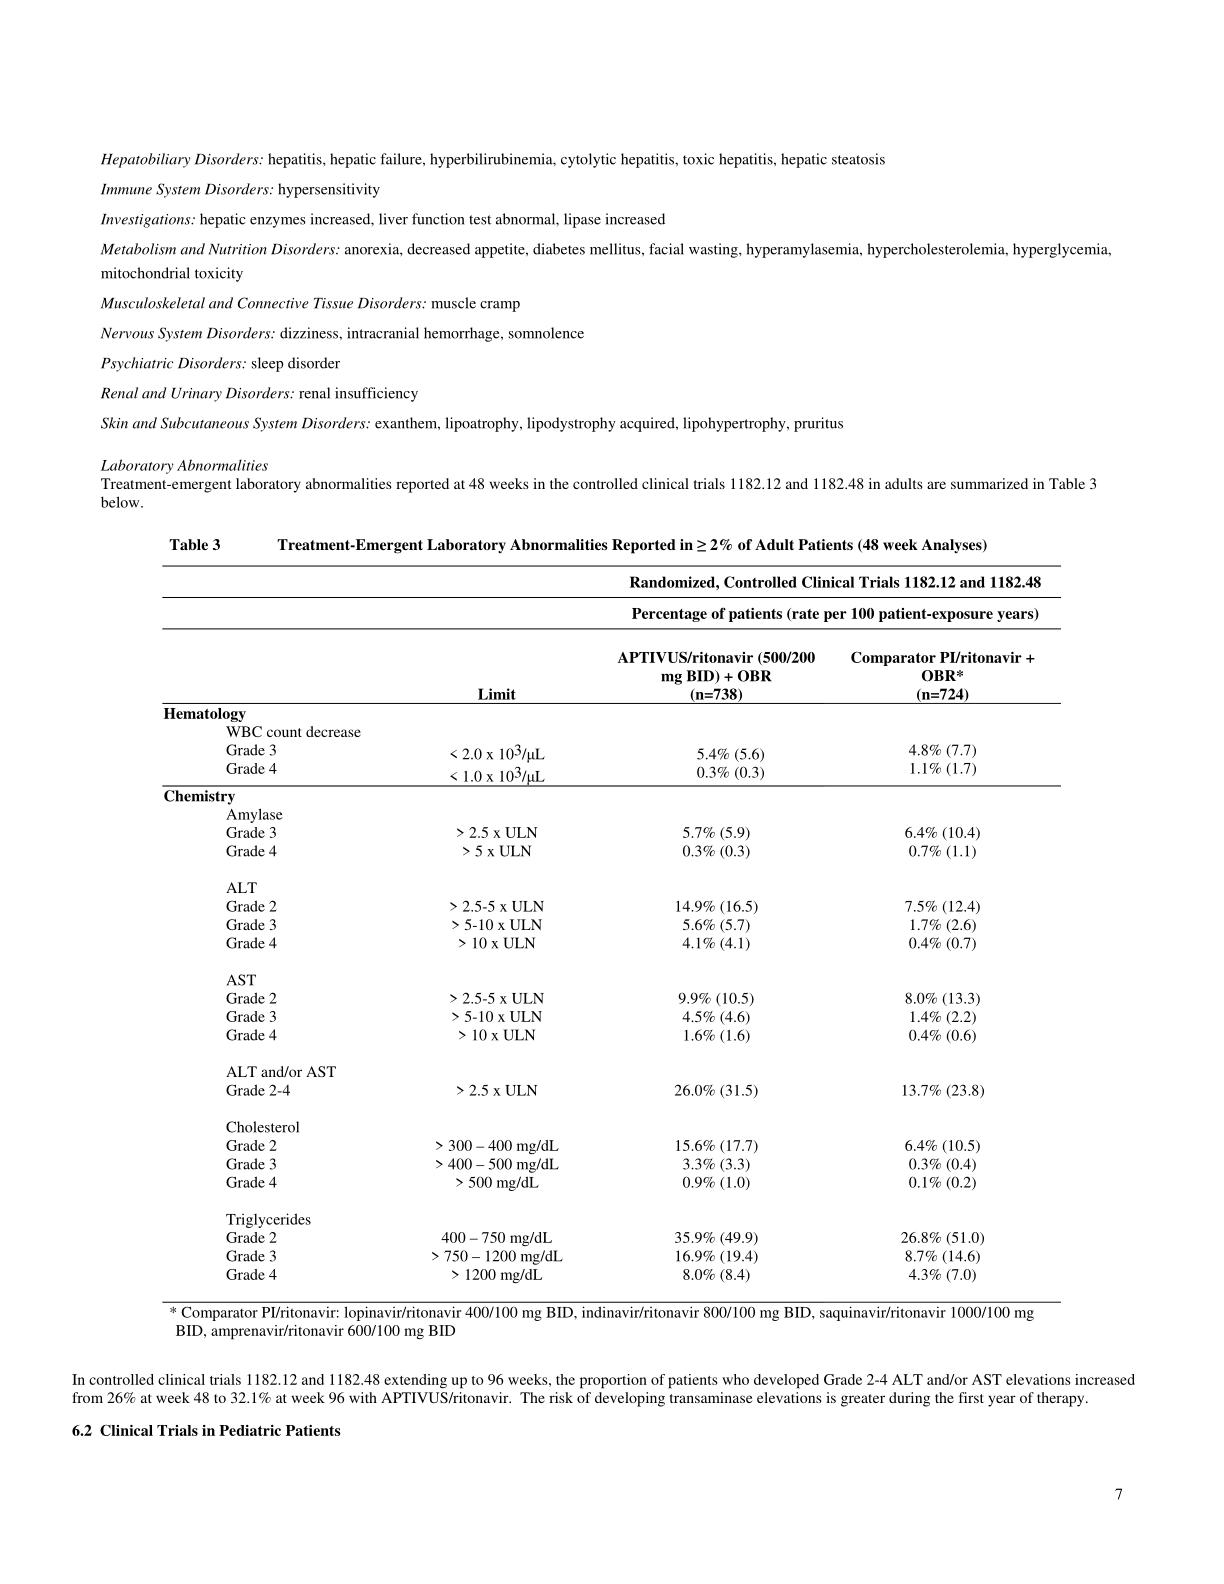 Hepatobiliary Disorders: hepatitis, hepatic failure, hyperbilirubinemia, cytolytic hepatitis, toxic hepatitis, hepatic steatosis
Immune System Disorders: hypersensitivity
Investigations: hepatic enzymes increased, liver function test abnormal, lipase increased
Metabolism and Nutrition Disorders: anorexia, decreased appetite, diabetes mellitus, facial wasting, hyperamylasemia, hypercholesterolemia, hyperglycemia,
mitochondrial toxicity
Musculoskeletal and Connective Tissue Disorders: muscle cramp
Nervous System Disorders: dizziness, intracranial hemorrhage, somnolence
Psychiatric Disorders: sleep disorder
Renal and Urinary Disorders: renal insufficiency
Skin and Subcutaneous System Disorders: exanthem, lipoatrophy, lipodystrophy acquired, lipohypertrophy, pruritus
Laboratory Abnormalities
Treatment-emergent laboratory abnormalities reported at 48 weeks in the controlled clinical trials 1182.12 and 1182.48 in adults are summarized in Table 3
below.
Table 3 Treatment-Emergent Laboratory Abnormalities Reported in ≥ 2% of Adult Patients (48 week Analyses)
Randomized, Controlled Clinical Trials 1182.12 and 1182.48
Percentage of patients (rate per 100 patient-exposure years)
APTIVUS/ritonavir (500/200 Comparator PI/ritonavir +
mg BID) + OBR OBR*
Limit (n=738) (n=724)
Hematology
WBC count decrease
Grade 3 < 2.0 x 10³/μL 5.4% (5.6) 4.8% (7.7)
Grade 4 < 1.0 x 10³/μL 0.3% (0.3) 1.1% (1.7)
Chemistry
Amylase
Grade 3 > 2.5 x ULN 5.7% (5.9) 6.4% (10.4)
Grade 4 > 5 x ULN 0.3% (0.3) 0.7% (1.1)
ALT
Grade 2 > 2.5-5 x ULN 14.9% (16.5) 7.5% (12.4)
Grade 3 > 5-10 x ULN 5.6% (5.7) 1.7% (2.6)
Grade 4 > 10 x ULN 4.1% (4.1) 0.4% (0.7)
AST
Grade 2 > 2.5-5 x ULN 9.9% (10.5) 8.0% (13.3)
Grade 3 > 5-10 x ULN 4.5% (4.6) 1.4% (2.2)
Grade 4 > 10 x ULN 1.6% (1.6) 0.4% (0.6)
ALT and/or AST
Grade 2-4 > 2.5 x ULN 26.0% (31.5) 13.7% (23.8)
Cholesterol
Grade 2 > 300 – 400 mg/dL 15.6% (17.7) 6.4% (10.5)
Grade 3 > 400 – 500 mg/dL 3.3% (3.3) 0.3% (0.4)
Grade 4 > 500 mg/dL 0.9% (1.0) 0.1% (0.2)
Triglycerides
Grade 2 400 – 750 mg/dL 35.9% (49.9) 26.8% (51.0)
Grade 3 > 750 – 1200 mg/dL 16.9% (19.4) 8.7% (14.6)
Grade 4 > 1200 mg/dL 8.0% (8.4) 4.3% (7.0)
* Comparator PI/ritonavir: lopinavir/ritonavir 400/100 mg BID, indinavir/ritonavir 800/100 mg BID, saquinavir/ritonavir 1000/100 mg
BID, amprenavir/ritonavir 600/100 mg BID
In controlled clinical trials 1182.12 and 1182.48 extending up to 96 weeks, the proportion of patients who developed Grade 2-4 ALT and/or AST elevations increased
from 26% at week 48 to 32.1% at week 96 with APTIVUS/ritonavir. The risk of developing transaminase elevations is greater during the first year of therapy.
6.2 Clinical Trials in Pediatric Patients
7